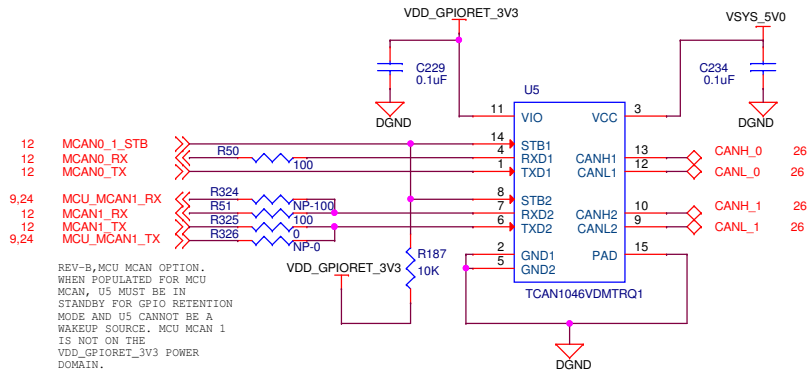 VDD_GPIORET_3V3
VSYS_5V0
C229
0.1uF
C234
0.1uF
DGND
DGND
U5
11 VIO VCC 3
12 MCAN0_1_STB 14 STB1
12 MCAN0_RX R50 100 4 RXD1 CANH1 13 CANH_0 26
12 MCAN0_TX 1 TXD1 CANL1 12 CANL_0 26
9,24 MCU_MCAN1_RX R324 NP-100 8 STB2
12 MCAN1_RX R51 100 7 RXD2 CANH2 10 CANH_1 26
12 MCAN1_TX R325 0 6 TXD2 CANL2 9 CANL_1 26
9,24 MCU_MCAN1_TX R326 NP-0
2 GND1 PAD 15
5 GND2
R187
10K
VDD_GPIORET_3V3
TCAN1046VDMTRQ1
DGND
REV-B,MCU MCAN OPTION.
WHEN POPULATED FOR MCU
MCAN, U5 MUST BE IN
STANDBY FOR GPIO RETENTION
MODE AND U5 CANNOT BE A
WAKEUP SOURCE. MCU MCAN 1
IS NOT ON THE
VDD_GPIORET_3V3 POWER
DOMAIN.